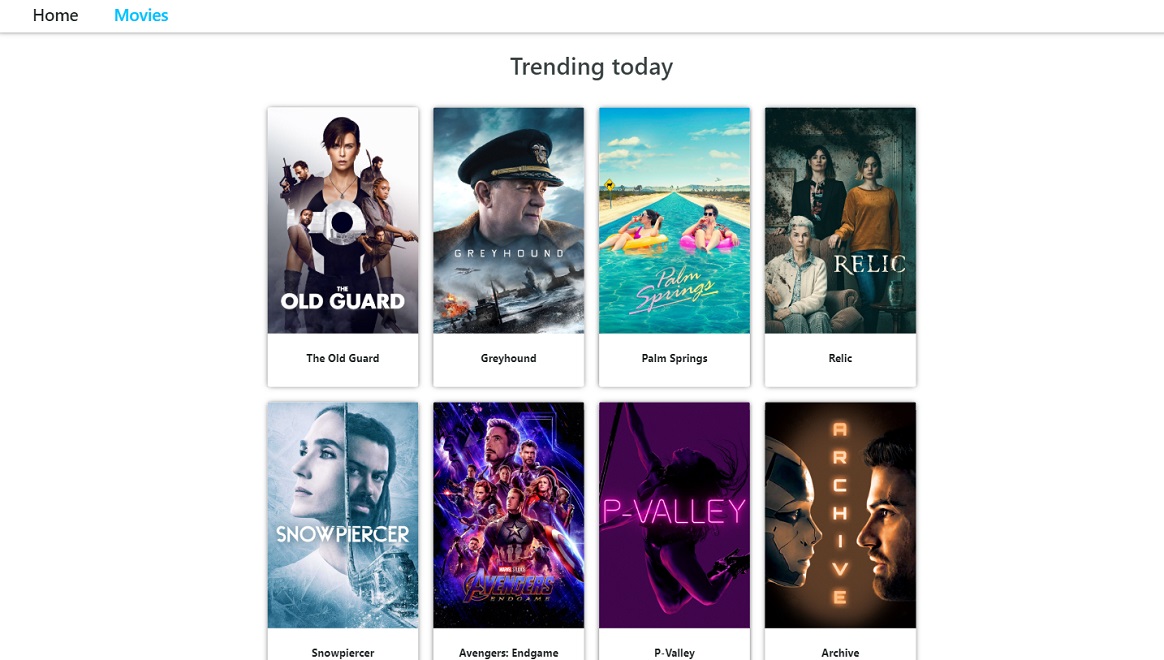 Home Movies
Trending today
THE
OLD GUARD
GREYHOUND
Palm
Springs
RELIC
The Old Guard
Greyhound
Palm Springs
Relic
SNOWPIERCER
MARVEL STUDIOS
AVENGERS
ENDGAME
P-VALLEY
ARCHIVE
Snowpiercer
Avengers: Endgame
P-Valley
Archive